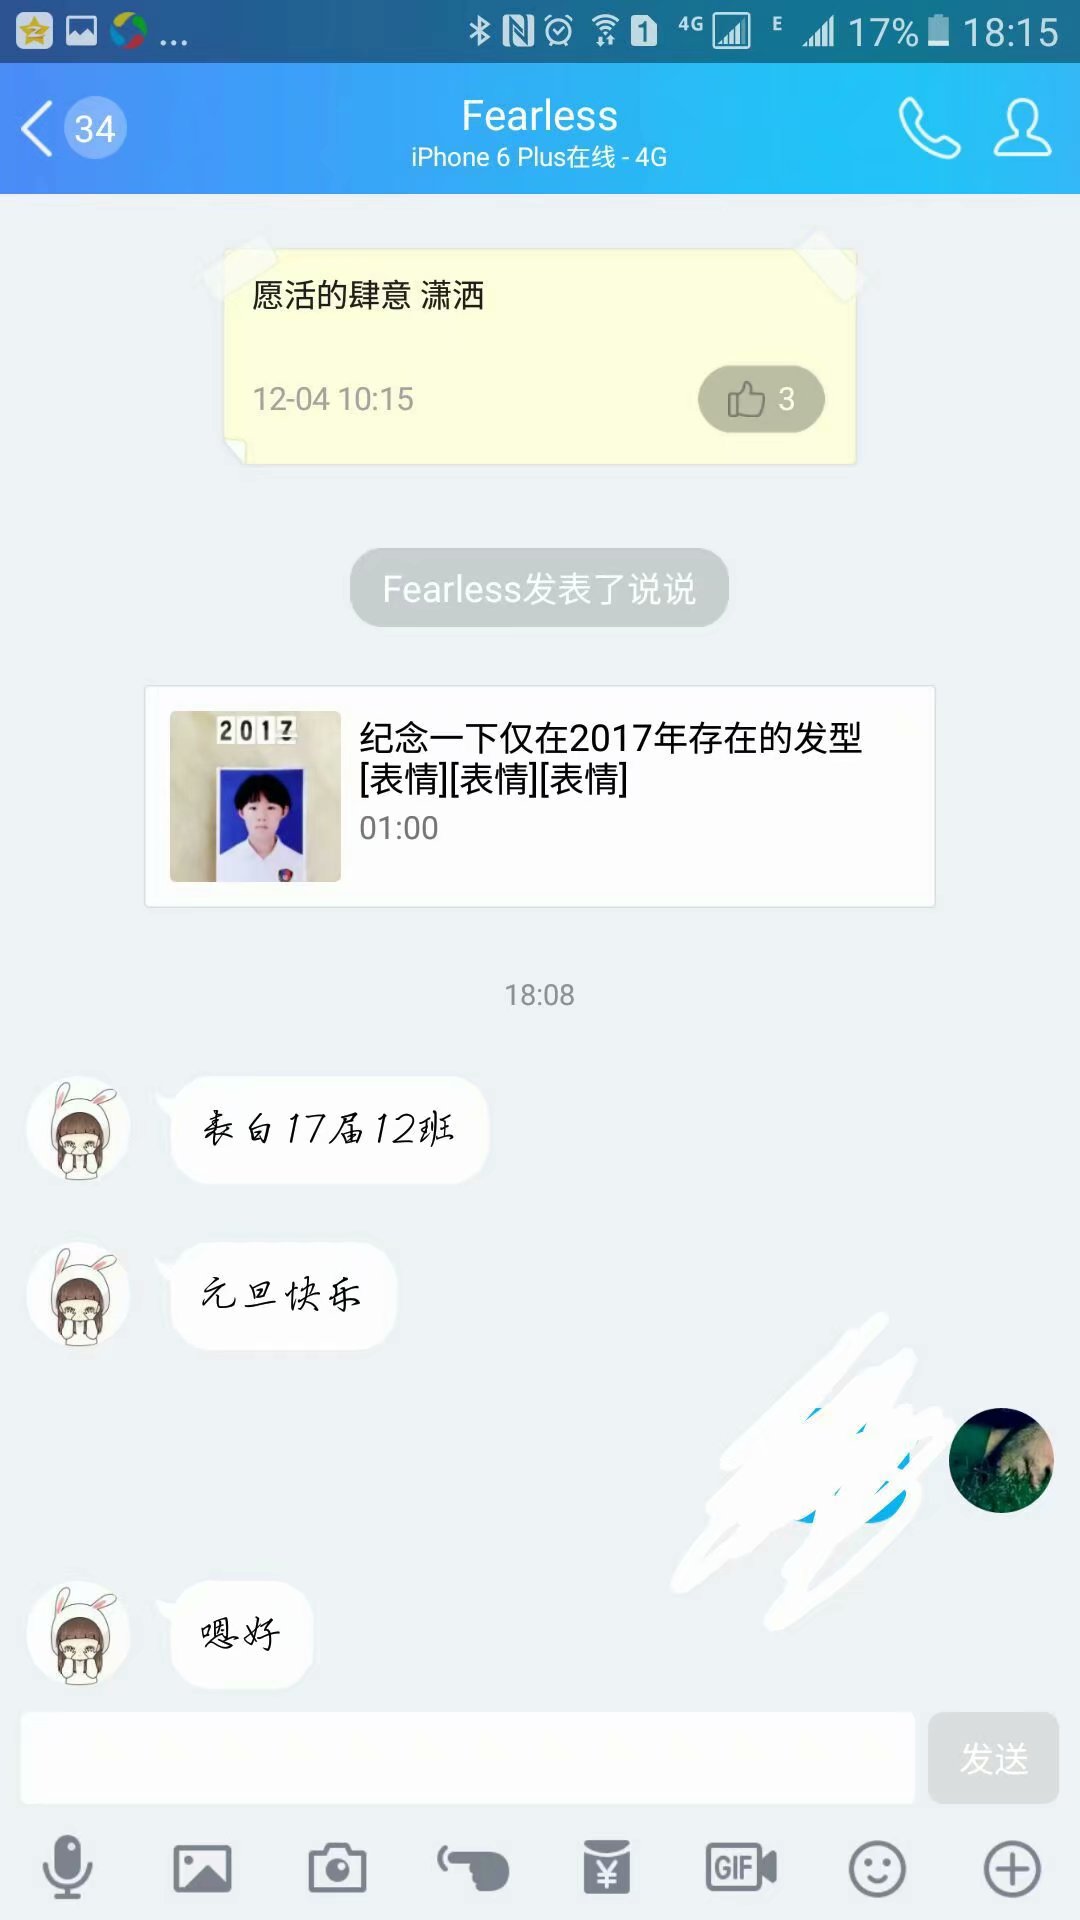 ... 4G E 17% 18:15
34
Fearless
iPhone 6 Plus在线 - 4G
愿活的肆意 潇洒
12-04 10:15
3
Fearless发表了说说
2017
纪念一下仅在2017年存在的发型
[表情][表情][表情]
01:00
18:08
表白17届12班
元旦快乐
嗯好
发送
GIF